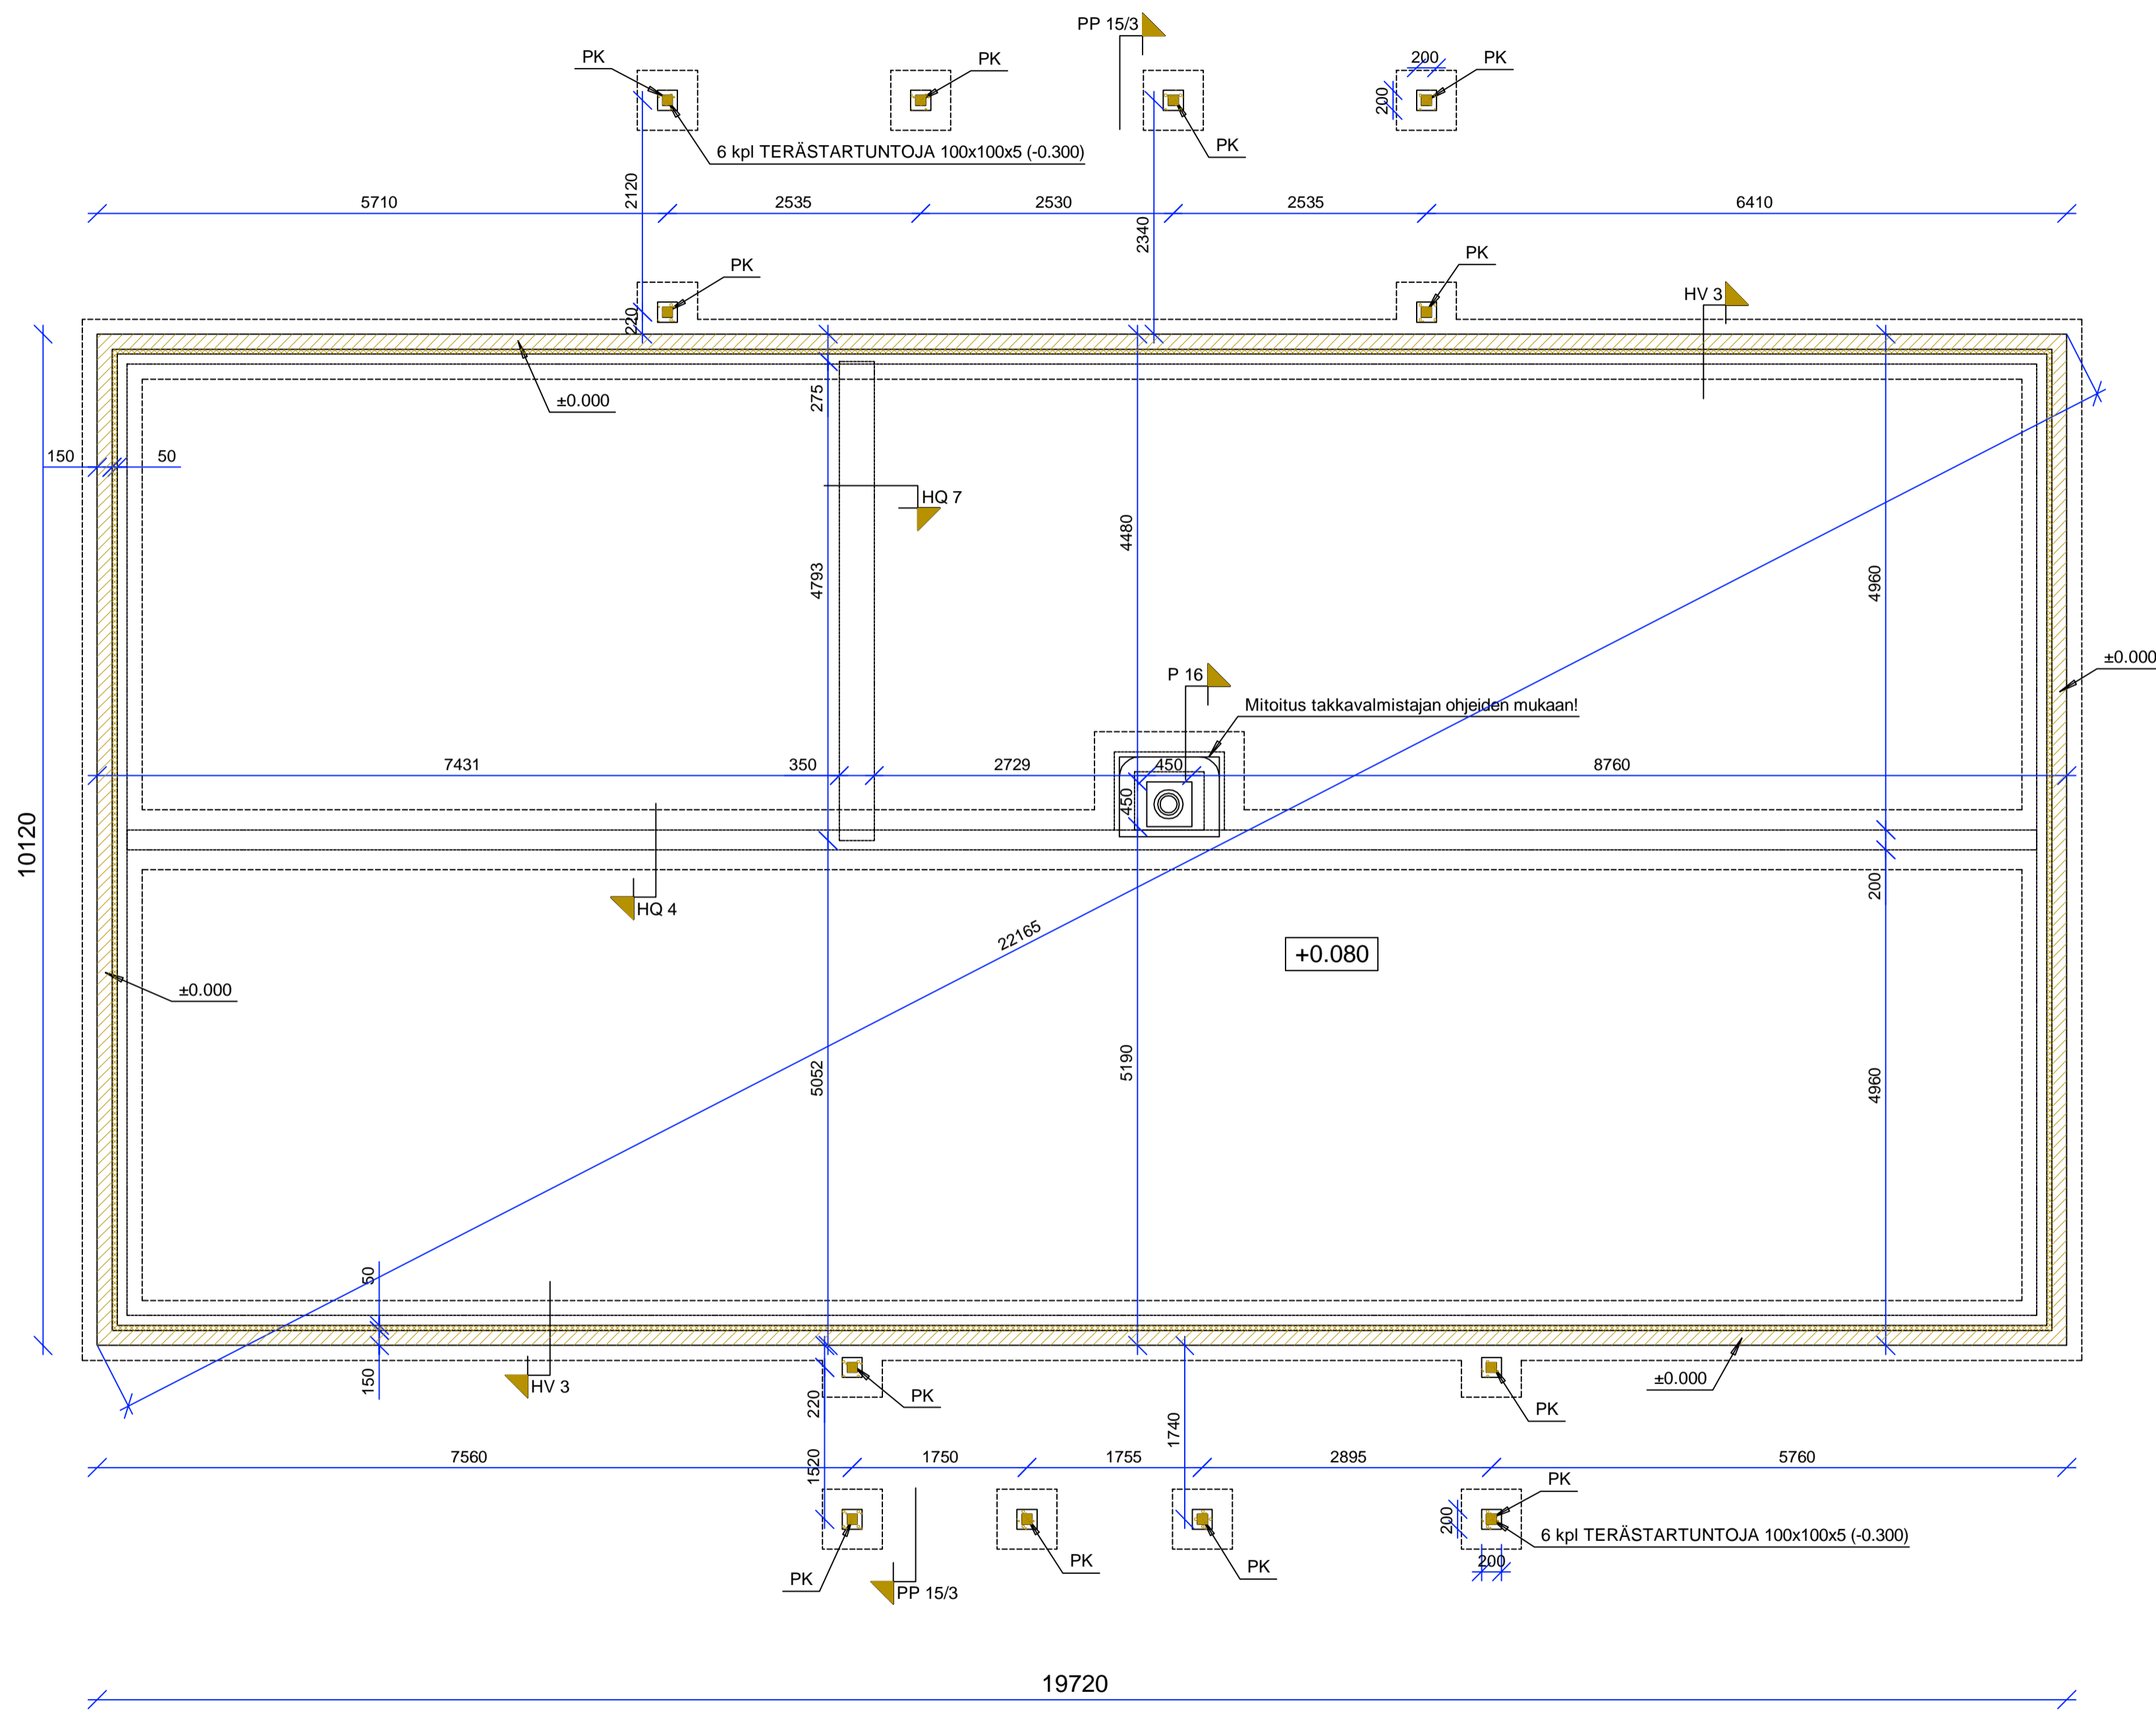 PP 15/3
PK
PK
200
PK
200
PK
6 kpl TERÄSTARTUNTOJA 100x100x5 (-0.300)
2120
5710
2535
2530
2535
6410
2340
PK
PK
HV 3
220
±0.000
275
150
50
HQ 7
4480
4793
4960
±0.000
P 16
Mitoitus takkavalmistajan ohjeiden mukaan!
7431
350
2729
450
8760
450
10120
200
HQ 4
22165
+0.080
±0.000
5052
5190
4960
50
150
HV 3
±0.000
220
PK
PK
1740
7560
1520
1750
1755
2895
5760
PK
200
6 kpl TERÄSTARTUNTOJA 100x100x5 (-0.300)
200
PK
PK
PK
PP 15/3
19720